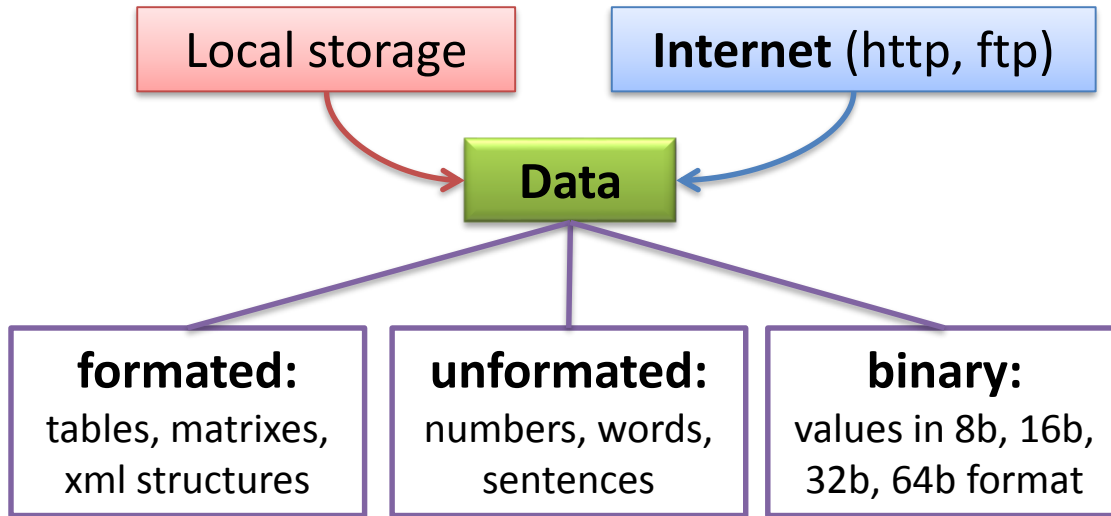 Local storage
Internet (http, ftp)
Data
formated:
tables, matrixes,
xml structures
unformated:
numbers, words,
sentences
binary:
values in 8b, 16b,
32b, 64b format